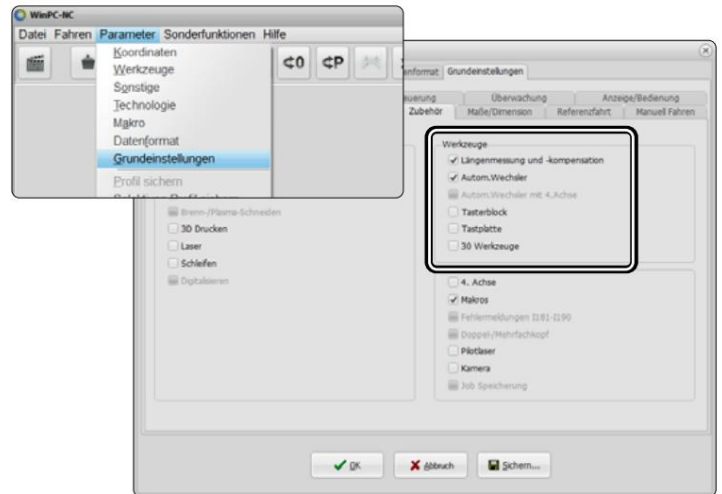 WinPC-NC
Datei Fahren Parameter Sonderfunktionen Hilfe
Koordinaten
Werkzeuge
Sonstige
Technologie
Makro
Datenformat
Grundeinstellungen
Profil sichern
¢0 ¢P
enformat Grundeinstellungen
euerung Überwachung Anzeige/Bedienung
Zubehör Maße/Dimension Referenzfahrt Manuell Fahren
Brenn-/Plasma-Schneiden
3D Drucken
Laser
Schleifen
Digitalisieren
Werkzeuge
Längenmessung und -kompensation
Autom.Wechsler
Autom.Wechsler mit 4.Achse
Tasterblock
Tastplatte
30 Werkzeuge
4. Achse
Makros
Fehlermeldungen I181-I190
Doppel-/Mehrfachkopf
Pilotlaser
Kamera
Job Speicherung
OK Abbruch Sichern...